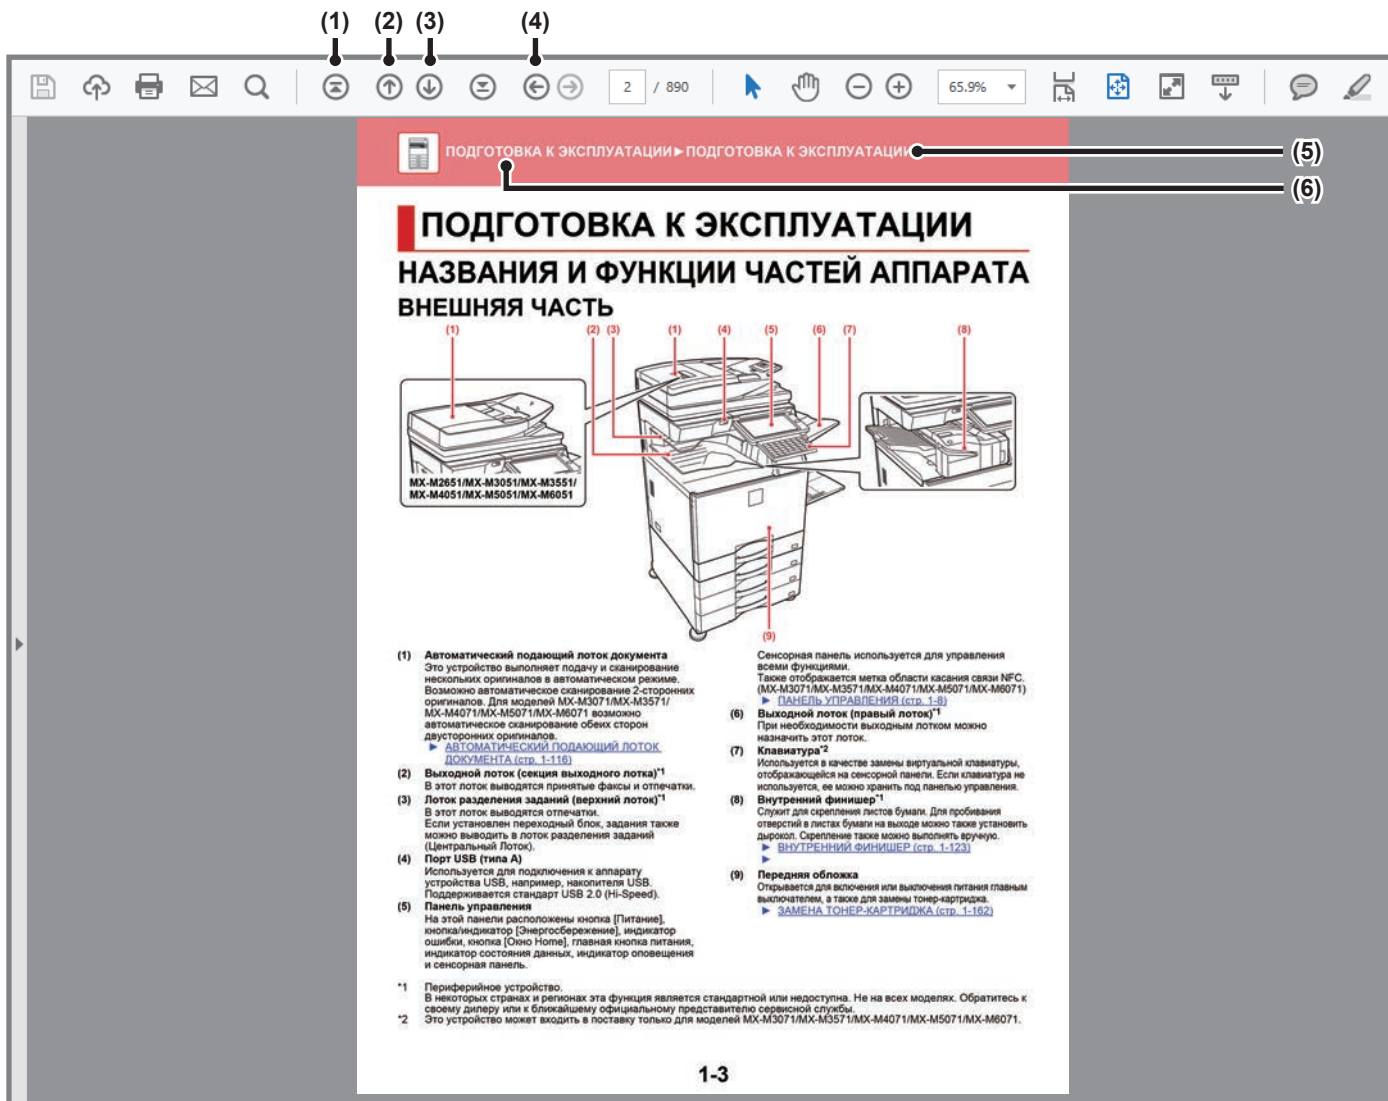 (1) (2) (3) (4)
2 / 890 65.9%
ПОДГОТОВКА К ЭКСПЛУАТАЦИИ►ПОДГОТОВКА К ЭКСПЛУАТАЦИИ
(5)
(6)
ПОДГОТОВКА К ЭКСПЛУАТАЦИИ
НАЗВАНИЯ И ФУНКЦИИ ЧАСТЕЙ АППАРАТА
ВНЕШНЯЯ ЧАСТЬ
(1) (2) (3) (1) (4) (5) (6) (7) (8)
(1)
(3)
(2)
(4)
(5)
(6)
(7)
(8)
MX-M2651/MX-M3051/MX-M3551/
MX-M4051/MX-M5051/MX-M6051
(9)
(1) Автоматический подающий лоток документа
Это устройство выполняет подачу и сканирование
нескольких оригиналов в автоматическом режиме.
Возможно автоматическое сканирование 2-сторонних
оригиналов. Для моделей MX-M3071/MX-M3571/
MX-M4071/MX-M5071/MX-M6071 возможно
автоматическое сканирование обеих сторон
двусторонних оригиналов.
► АВТОМАТИЧЕСКИЙ ПОДАЮЩИЙ ЛОТОК
ДОКУМЕНТА (стр. 1-116)
(2) Выходной лоток (секция выходного лотка)*1
В этот лоток выводятся принятые факсы и отпечатки.
(3) Лоток разделения заданий (верхний лоток)*1
В этот лоток выводятся отпечатки.
Если установлен переходный блок, задания также
можно выводить в лоток разделения заданий
(Центральный Лоток).
(4) Порт USB (типа A)
Используется для подключения к аппарату
устройства USB, например, накопителя USB.
Поддерживается стандарт USB 2.0 (Hi-Speed).
(5) Панель управления
На этой панели расположены кнопка [Питание],
кнопка/индикатор [Энергосбережение], индикатор
ошибки, кнопка [Окно Home], главная кнопка питания,
индикатор состояния данных, индикатор оповещения
и сенсорная панель.
Сенсорная панель используется для управления
всеми функциями.
Также отображается метка области касания связи NFC.
(MX-M3071/MX-M3571/MX-M4071/MX-M5071/MX-M6071)
► ПАНЕЛЬ УПРАВЛЕНИЯ (стр. 1-8)
(6) Выходной лоток (правый лоток)*1
При необходимости выходным лотком можно
назначить этот лоток.
(7) Клавиатура*2
Используется в качестве замены виртуальной клавиатуры,
отображающейся на сенсорной панели. Если клавиатура не
используется, ее можно хранить под панелью управления.
(8) Внутренний финишер*1
Служит для скрепления листов бумаги. Для пробивания
отверстий в листах бумаги на выходе можно также установить
дырокол. Скрепление также можно выполнять вручную.
► ВНУТРЕННИЙ ФИНИШЕР (стр. 1-123)
►
(9) Передняя обложка
Открывается для включения или выключения питания главным
выключателем, а также для замены тонер-картриджа.
► ЗАМЕНА ТОНЕР-КАРТРИДЖА (стр. 1-162)
*1 Периферийное устройство.
В некоторых странах и регионах эта функция является стандартной или недоступна. Не на всех моделях. Обратитесь к
своему дилеру или к ближайшему официальному представителю сервисной службы.
*2 Это устройство может входить в поставку только для моделей MX-M3071/MX-M3571/MX-M4071/MX-M5071/MX-M6071.
1-3